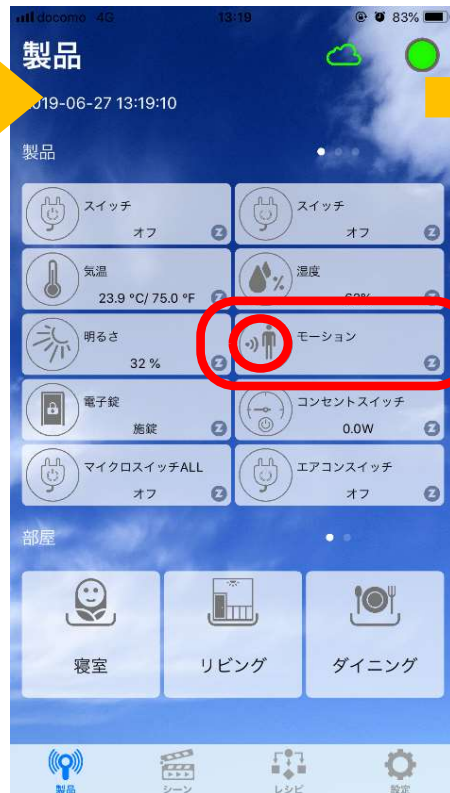 docomo 4G 13:19 83%
製品
2019-06-27 13:19:10
製品
スイッチ
オフ
スイッチ
オフ
気温
23.9 °C/ 75.0 °F
湿度
明るさ
32 %
モーション
電子錠
施錠
コンセントスイッチ
0.0W
マイクロスイッチALL
オフ
エアコンスイッチ
オフ
部屋
寝室
リビング
ダイニング
製品
シーン
レシピ
設定